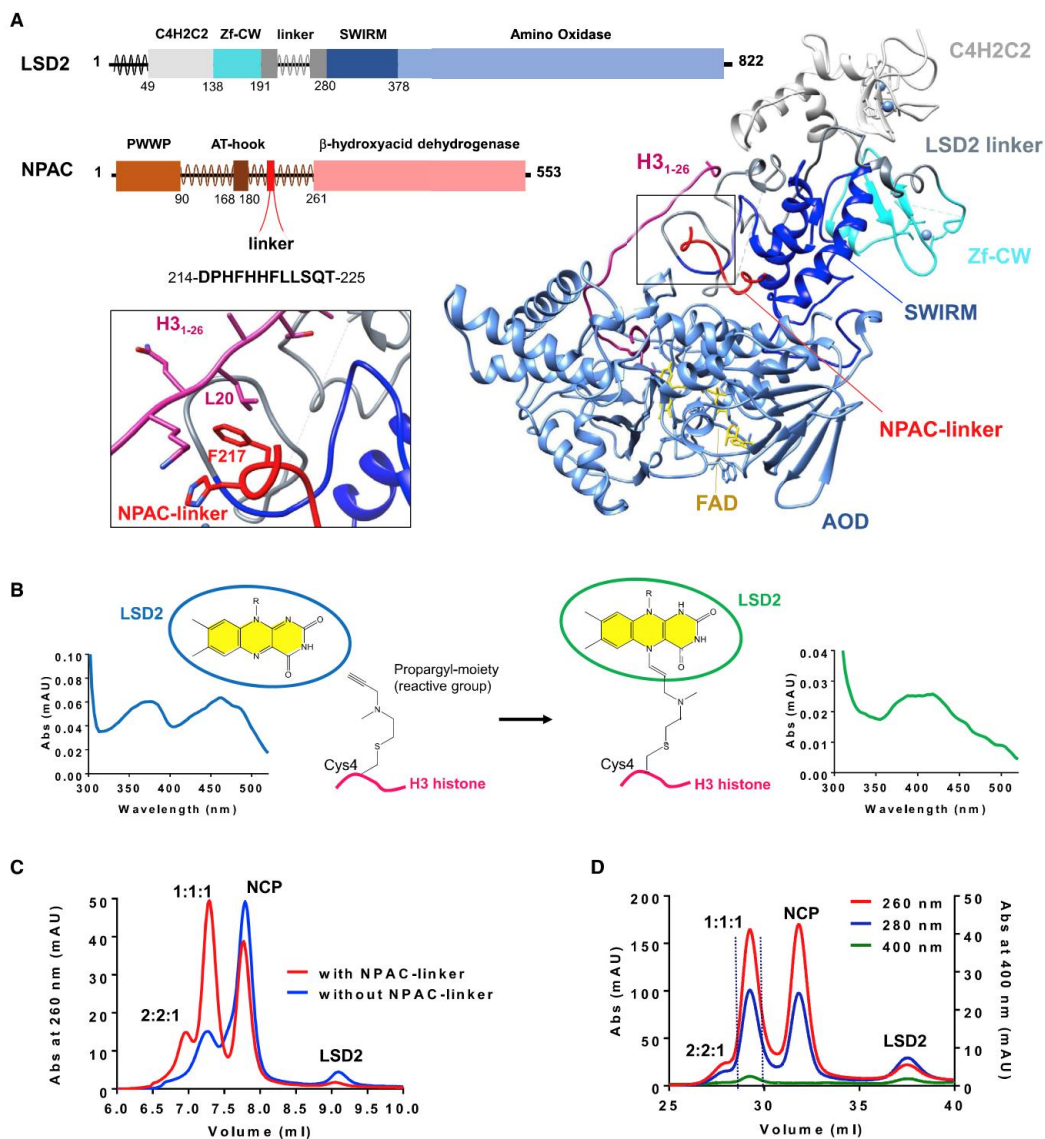 A
C4H2C2 Zf-CW linker SWIRM Amino Oxidase
LSD2 1 822
49 138 191 280 378
PWWP AT-hook β-hydroxyacid dehydrogenase
NPAC 1 553
90 168 180 261
linker
214-DPHFHHFLLSQT-225
H31-26
L20
F217
NPAC-linker
C4H2C2
LSD2 linker
H31-26
Zf-CW
SWIRM
NPAC-linker
FAD
AOD
B
LSD2
R
N N O
N NH
O
Propargyl-moiety
(reactive group)
N
S
Cys4
H3 histone
LSD2
R
N NH O
N NH
O
N
S
Cys4
H3 histone
Abs (mAU)
0.10
0.08
0.06
0.04
0.02
0.00
300 350 400 450 500
Wavelength (nm)
Abs (mAU)
0.04
0.03
0.02
0.01
0.00
300 350 400 450 500
Wavelength (nm)
C
Abs at 260 nm (mAU)
50
40
30
20
10
0
6.0 6.5 7.0 7.5 8.0 8.5 9.0 9.5 10.0
Volume (ml)
1:1:1
NCP
2:2:1
LSD2
with NPAC-linker
without NPAC-linker
D
Abs (mAU)
200
150
100
50
0
25 30 35 40
Volume (ml)
1:1:1
NCP
2:2:1
LSD2
260 nm
280 nm
400 nm
50
40
30
20
10
0
Abs at 400 nm (mAU)